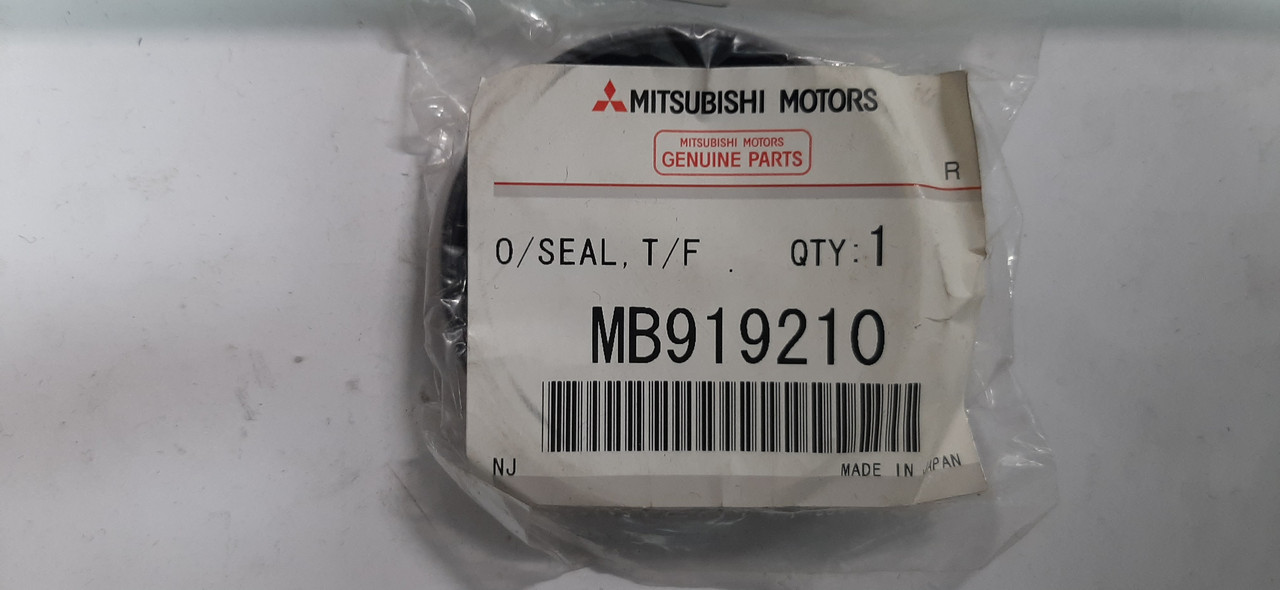 MITSUBISHI MOTORS
MITSUBISHI MOTORS
GENUINE PARTS
R
O/SEAL, T/F . QTY:1
MB919210
NJ MADE IN JAPAN